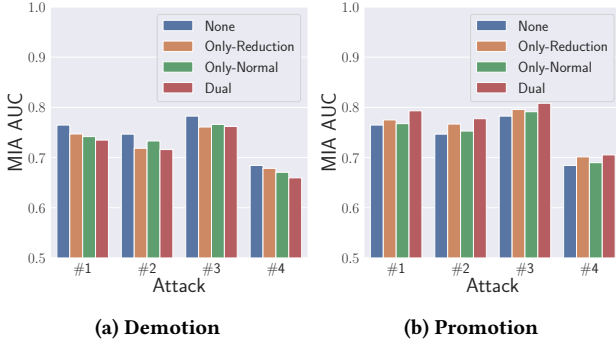 1.0
0.9
0.8
0.7
0.6
0.5
MIA AUC
None
Only-Reduction
Only-Normal
Dual
#1 #2 #3 #4
Attack
(a) Demotion
1.0
0.9
0.8
0.7
0.6
0.5
MIA AUC
None
Only-Reduction
Only-Normal
Dual
#1 #2 #3 #4
Attack
(b) Promotion